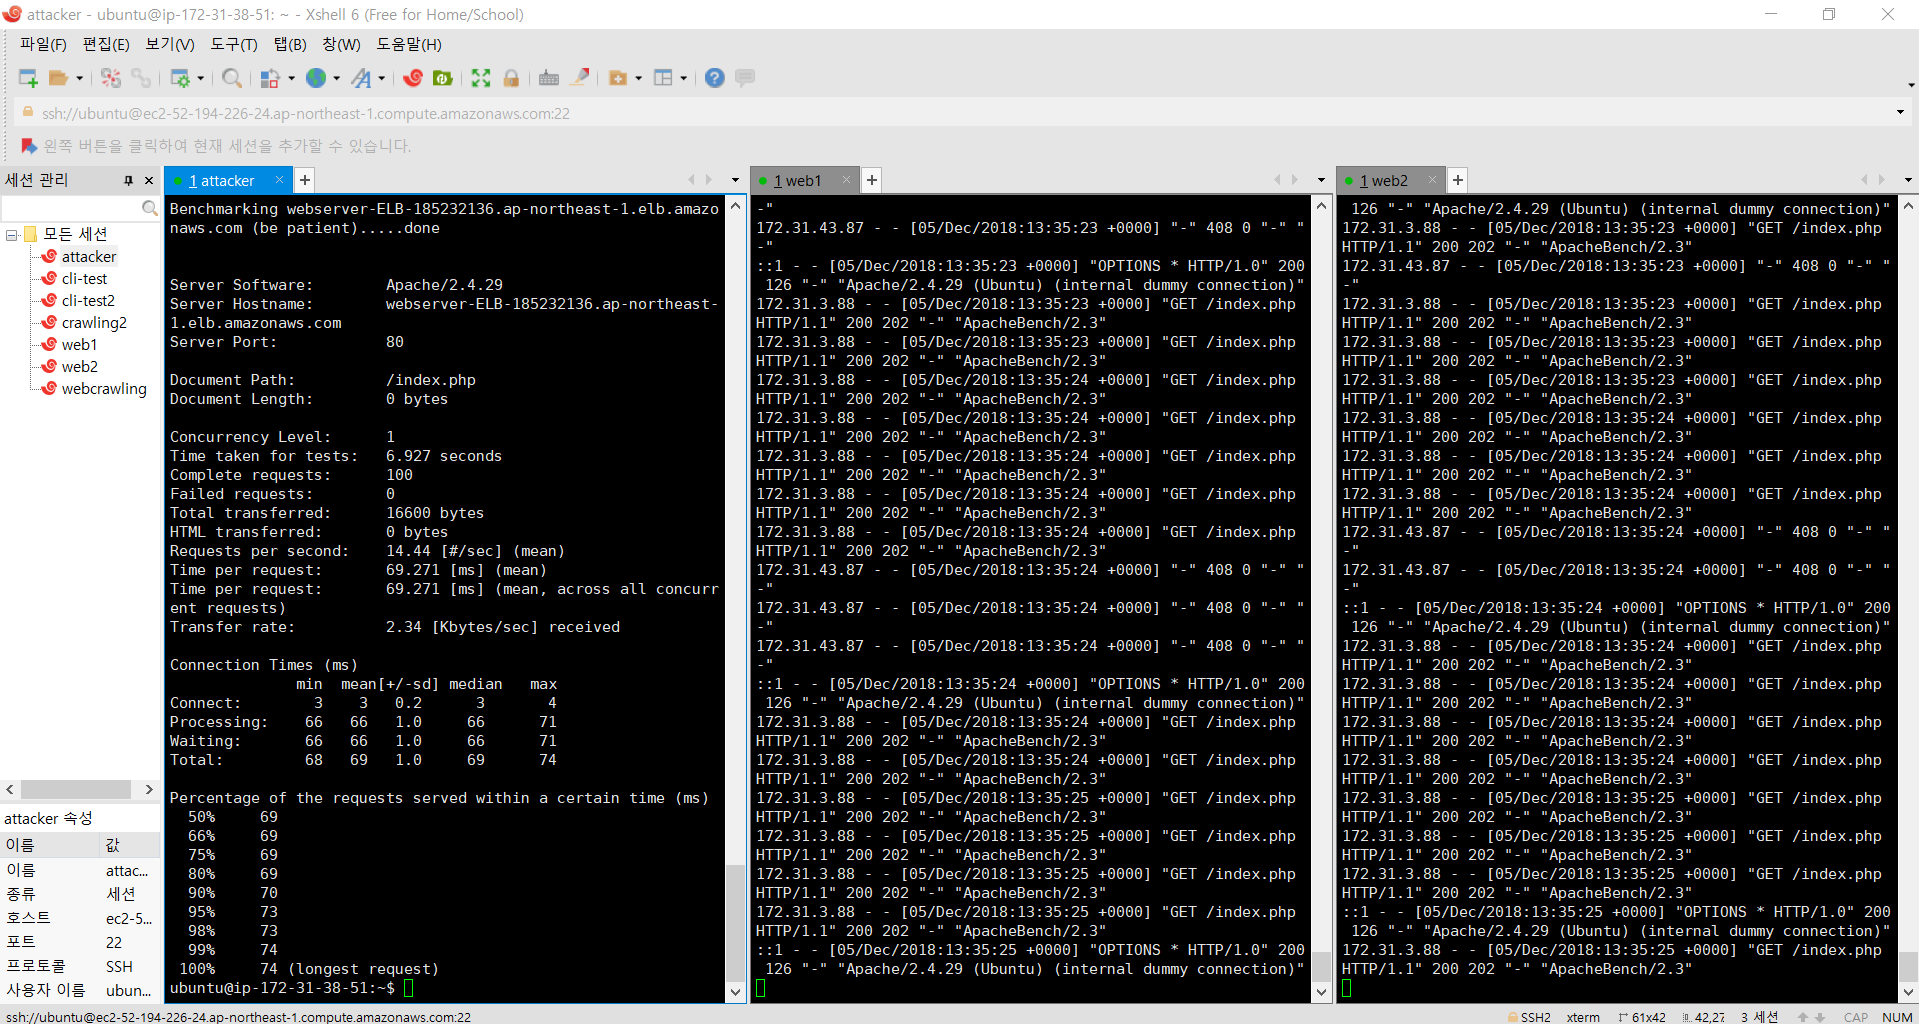 attacker - ubuntu@ip-172-31-38-51: ~ - Xshell 6 (Free for Home/School)
파일(F) 편집(E) 보기(V) 도구(T) 탭(B) 창(W) 도움말(H)
ssh://ubuntu@ec2-52-194-226-24.ap-northeast-1.compute.amazonaws.com:22
왼쪽 버튼을 클릭하여 현재 세션을 추가할 수 있습니다.
세션 관리
모든 세션
attacker
cli-test
cli-test2
crawling2
web1
web2
webcrawling
attacker 속성
이름 값
이름 attac...
종류 세션
호스트 ec2-5...
포트 22
프로토콜 SSH
사용자 이름 ubun...
1 attacker
Benchmarking webserver-ELB-185232136.ap-northeast-1.elb.amazo
naws.com (be patient).....done
Server Software: Apache/2.4.29
Server Hostname: webserver-ELB-185232136.ap-northeast-
1.elb.amazonaws.com
Server Port: 80
Document Path: /index.php
Document Length: 0 bytes
Concurrency Level: 1
Time taken for tests: 6.927 seconds
Complete requests: 100
Failed requests: 0
Total transferred: 16600 bytes
HTML transferred: 0 bytes
Requests per second: 14.44 [#/sec] (mean)
Time per request: 69.271 [ms] (mean)
Time per request: 69.271 [ms] (mean, across all concurr
ent requests)
Transfer rate: 2.34 [Kbytes/sec] received
Connection Times (ms)
min mean[+/-sd] median max
Connect: 3 3 0.2 3 4
Processing: 66 66 1.0 66 71
Waiting: 66 66 1.0 66 71
Total: 68 69 1.0 69 74
Percentage of the requests served within a certain time (ms)
50% 69
66% 69
75% 69
80% 69
90% 70
95% 73
98% 73
99% 74
100% 74 (longest request)
ubuntu@ip-172-31-38-51:~$
1 web1
-"
172.31.43.87 - - [05/Dec/2018:13:35:23 +0000] "-" 408 0 "-" "
-"
::1 - - [05/Dec/2018:13:35:23 +0000] "OPTIONS * HTTP/1.0" 200
126 "-" "Apache/2.4.29 (Ubuntu) (internal dummy connection)"
172.31.3.88 - - [05/Dec/2018:13:35:23 +0000] "GET /index.php
HTTP/1.1" 200 202 "-" "ApacheBench/2.3"
172.31.3.88 - - [05/Dec/2018:13:35:23 +0000] "GET /index.php
HTTP/1.1" 200 202 "-" "ApacheBench/2.3"
172.31.3.88 - - [05/Dec/2018:13:35:24 +0000] "GET /index.php
HTTP/1.1" 200 202 "-" "ApacheBench/2.3"
172.31.3.88 - - [05/Dec/2018:13:35:24 +0000] "GET /index.php
HTTP/1.1" 200 202 "-" "ApacheBench/2.3"
172.31.3.88 - - [05/Dec/2018:13:35:24 +0000] "GET /index.php
HTTP/1.1" 200 202 "-" "ApacheBench/2.3"
172.31.3.88 - - [05/Dec/2018:13:35:24 +0000] "GET /index.php
HTTP/1.1" 200 202 "-" "ApacheBench/2.3"
172.31.3.88 - - [05/Dec/2018:13:35:24 +0000] "GET /index.php
HTTP/1.1" 200 202 "-" "ApacheBench/2.3"
172.31.43.87 - - [05/Dec/2018:13:35:24 +0000] "-" 408 0 "-" "
-"
172.31.43.87 - - [05/Dec/2018:13:35:24 +0000] "-" 408 0 "-" "
-"
172.31.43.87 - - [05/Dec/2018:13:35:24 +0000] "-" 408 0 "-" "
-"
::1 - - [05/Dec/2018:13:35:24 +0000] "OPTIONS * HTTP/1.0" 200
126 "-" "Apache/2.4.29 (Ubuntu) (internal dummy connection)"
172.31.3.88 - - [05/Dec/2018:13:35:24 +0000] "GET /index.php
HTTP/1.1" 200 202 "-" "ApacheBench/2.3"
172.31.3.88 - - [05/Dec/2018:13:35:24 +0000] "GET /index.php
HTTP/1.1" 200 202 "-" "ApacheBench/2.3"
172.31.3.88 - - [05/Dec/2018:13:35:25 +0000] "GET /index.php
HTTP/1.1" 200 202 "-" "ApacheBench/2.3"
172.31.3.88 - - [05/Dec/2018:13:35:25 +0000] "GET /index.php
HTTP/1.1" 200 202 "-" "ApacheBench/2.3"
172.31.3.88 - - [05/Dec/2018:13:35:25 +0000] "GET /index.php
HTTP/1.1" 200 202 "-" "ApacheBench/2.3"
172.31.3.88 - - [05/Dec/2018:13:35:25 +0000] "GET /index.php
HTTP/1.1" 200 202 "-" "ApacheBench/2.3"
::1 - - [05/Dec/2018:13:35:25 +0000] "OPTIONS * HTTP/1.0" 200
126 "-" "Apache/2.4.29 (Ubuntu) (internal dummy connection)"
1 web2
126 "-" "Apache/2.4.29 (Ubuntu) (internal dummy connection)"
172.31.3.88 - - [05/Dec/2018:13:35:23 +0000] "GET /index.php
HTTP/1.1" 200 202 "-" "ApacheBench/2.3"
172.31.43.87 - - [05/Dec/2018:13:35:23 +0000] "-" 408 0 "-" "
-"
172.31.3.88 - - [05/Dec/2018:13:35:23 +0000] "GET /index.php
HTTP/1.1" 200 202 "-" "ApacheBench/2.3"
172.31.3.88 - - [05/Dec/2018:13:35:23 +0000] "GET /index.php
HTTP/1.1" 200 202 "-" "ApacheBench/2.3"
172.31.3.88 - - [05/Dec/2018:13:35:23 +0000] "GET /index.php
HTTP/1.1" 200 202 "-" "ApacheBench/2.3"
172.31.3.88 - - [05/Dec/2018:13:35:24 +0000] "GET /index.php
HTTP/1.1" 200 202 "-" "ApacheBench/2.3"
172.31.3.88 - - [05/Dec/2018:13:35:24 +0000] "GET /index.php
HTTP/1.1" 200 202 "-" "ApacheBench/2.3"
172.31.3.88 - - [05/Dec/2018:13:35:24 +0000] "GET /index.php
HTTP/1.1" 200 202 "-" "ApacheBench/2.3"
172.31.43.87 - - [05/Dec/2018:13:35:24 +0000] "-" 408 0 "-" "
-"
172.31.43.87 - - [05/Dec/2018:13:35:24 +0000] "-" 408 0 "-" "
-"
::1 - - [05/Dec/2018:13:35:24 +0000] "OPTIONS * HTTP/1.0" 200
126 "-" "Apache/2.4.29 (Ubuntu) (internal dummy connection)"
172.31.3.88 - - [05/Dec/2018:13:35:24 +0000] "GET /index.php
HTTP/1.1" 200 202 "-" "ApacheBench/2.3"
172.31.3.88 - - [05/Dec/2018:13:35:24 +0000] "GET /index.php
HTTP/1.1" 200 202 "-" "ApacheBench/2.3"
172.31.3.88 - - [05/Dec/2018:13:35:24 +0000] "GET /index.php
HTTP/1.1" 200 202 "-" "ApacheBench/2.3"
172.31.3.88 - - [05/Dec/2018:13:35:24 +0000] "GET /index.php
HTTP/1.1" 200 202 "-" "ApacheBench/2.3"
172.31.3.88 - - [05/Dec/2018:13:35:25 +0000] "GET /index.php
HTTP/1.1" 200 202 "-" "ApacheBench/2.3"
172.31.3.88 - - [05/Dec/2018:13:35:25 +0000] "GET /index.php
HTTP/1.1" 200 202 "-" "ApacheBench/2.3"
172.31.3.88 - - [05/Dec/2018:13:35:25 +0000] "GET /index.php
HTTP/1.1" 200 202 "-" "ApacheBench/2.3"
::1 - - [05/Dec/2018:13:35:25 +0000] "OPTIONS * HTTP/1.0" 200
126 "-" "Apache/2.4.29 (Ubuntu) (internal dummy connection)"
172.31.3.88 - - [05/Dec/2018:13:35:25 +0000] "GET /index.php
HTTP/1.1" 200 202 "-" "ApacheBench/2.3"
ssh://ubuntu@ec2-52-194-226-24.ap-northeast-1.compute.amazonaws.com:22
SSH2 xterm 61x42 42,27 3 세션 CAP NUM